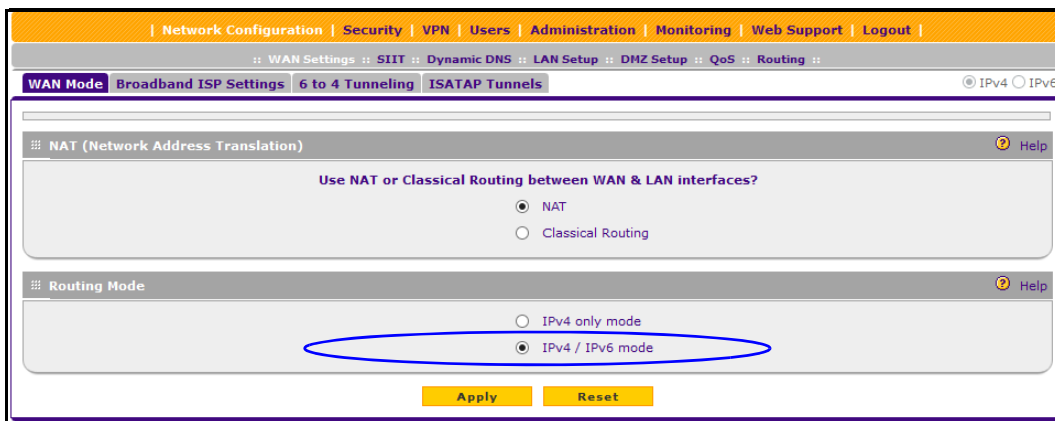 | Network Configuration | Security | VPN | Users | Administration | Monitoring | Web Support | Logout |
:: WAN Settings :: SIIT :: Dynamic DNS :: LAN Setup :: DMZ Setup :: QoS :: Routing ::
WAN Mode Broadband ISP Settings 6 to 4 Tunneling ISATAP Tunnels IPv4 IPv6
NAT (Network Address Translation) Help
Use NAT or Classical Routing between WAN & LAN interfaces?
NAT
Classical Routing
Routing Mode Help
IPv4 only mode
IPv4 / IPv6 mode
Apply Reset